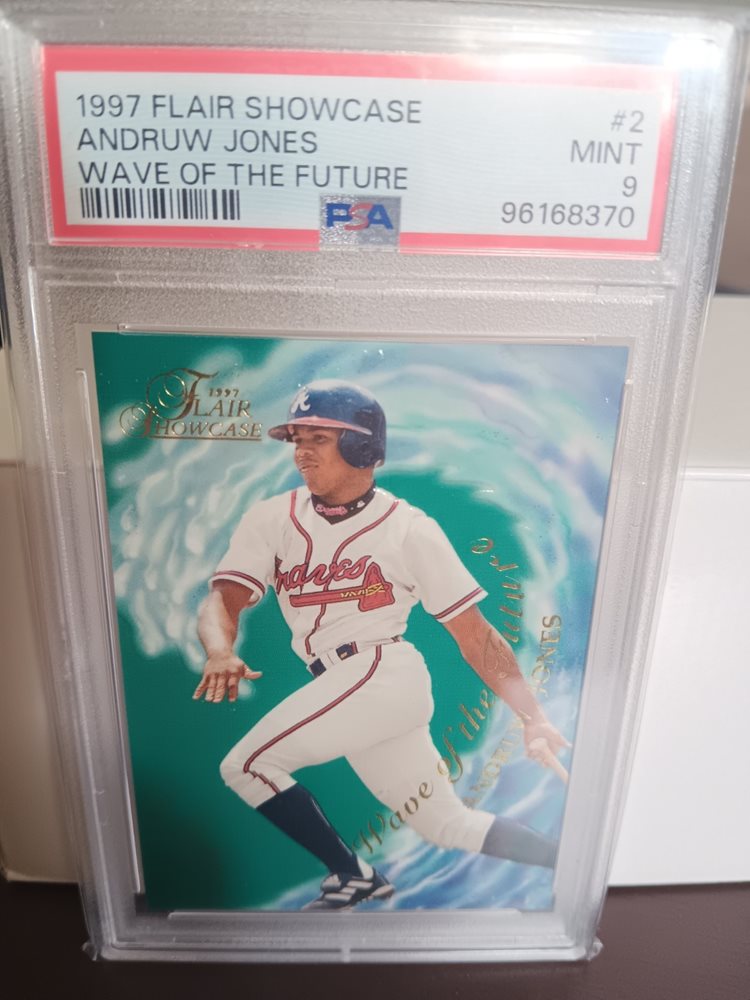 1997 FLAIR SHOWCASE #2
ANDRUW JONES MINT
WAVE OF THE FUTURE 9
PSA 96168370
1997
FLAIR
SHOWCASE
A
Braves
Braves
Wave of the Future
ANDRUW JONES